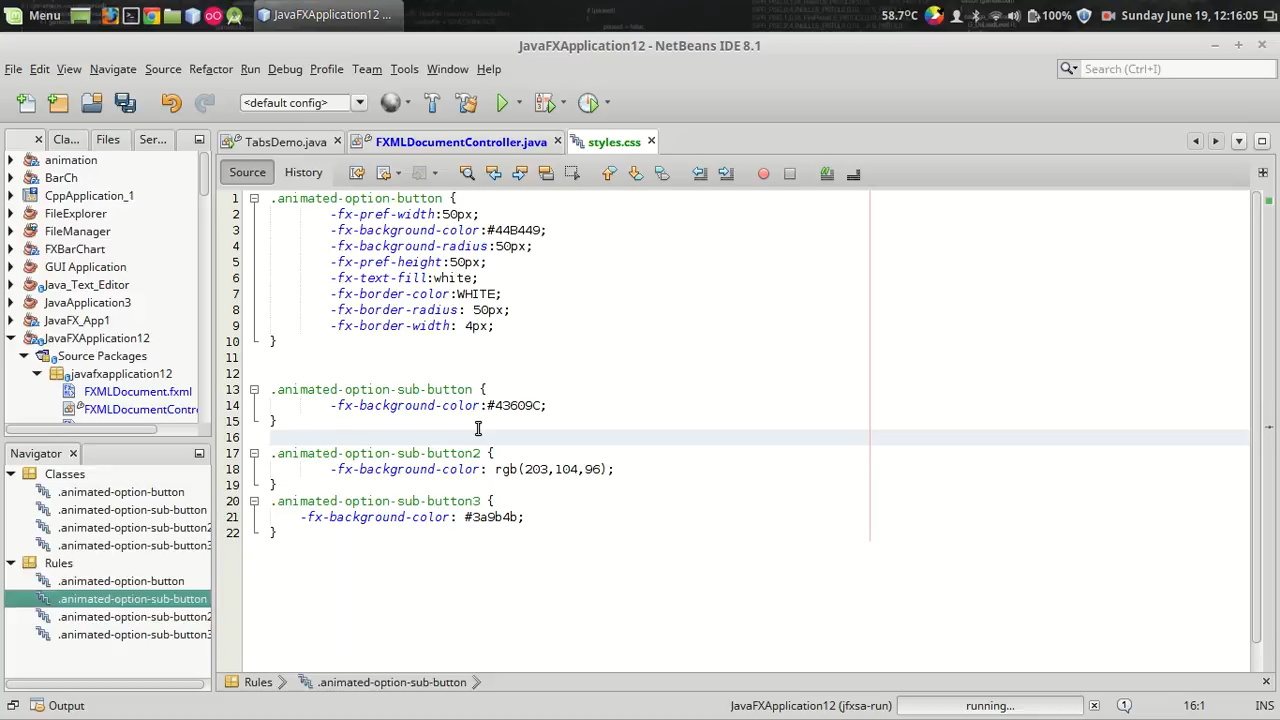 Menu
JavaFXApplication12 - ...
58.7°C
100%
Sunday June 19, 12:16:05
JavaFXApplication12 - NetBeans IDE 8.1
File Edit View Navigate Source Refactor Run Debug Profile Team Tools Window Help
Search (Ctrl+I)
<default config>
Cla... Files Ser...
TabsDemo.java FXMLDocumentController.java styles.css
Source History
animation
BarCh
CppApplication_1
FileExplorer
FileManager
FXBarChart
GUI Application
Java_Text_Editor
JavaApplication3
JavaFX_App1
JavaFXApplication12
Source Packages
javafxapplication12
FXMLDocument.fxml
FXMLDocumentContr
1 .animated-option-button {
2 -fx-pref-width:50px;
3 -fx-background-color:#44B449;
4 -fx-background-radius:50px;
5 -fx-pref-height:50px;
6 -fx-text-fill:white;
7 -fx-border-color:WHITE;
8 -fx-border-radius: 50px;
9 -fx-border-width: 4px;
10 }
11
12
13 .animated-option-sub-button {
14 -fx-background-color:#43609C;
15 }
16
17 .animated-option-sub-button2 {
18 -fx-background-color: rgb(203,104,96);
19 }
20 .animated-option-sub-button3 {
21 -fx-background-color: #3a9b4b;
22 }
Navigator
Classes
.animated-option-button
.animated-option-sub-button
.animated-option-sub-button2
.animated-option-sub-button3
Rules
.animated-option-button
.animated-option-sub-button
.animated-option-sub-button2
.animated-option-sub-button3
Rules .animated-option-sub-button
Output
JavaFXApplication12 (jfxsa-run)
running...
1
16:1
INS